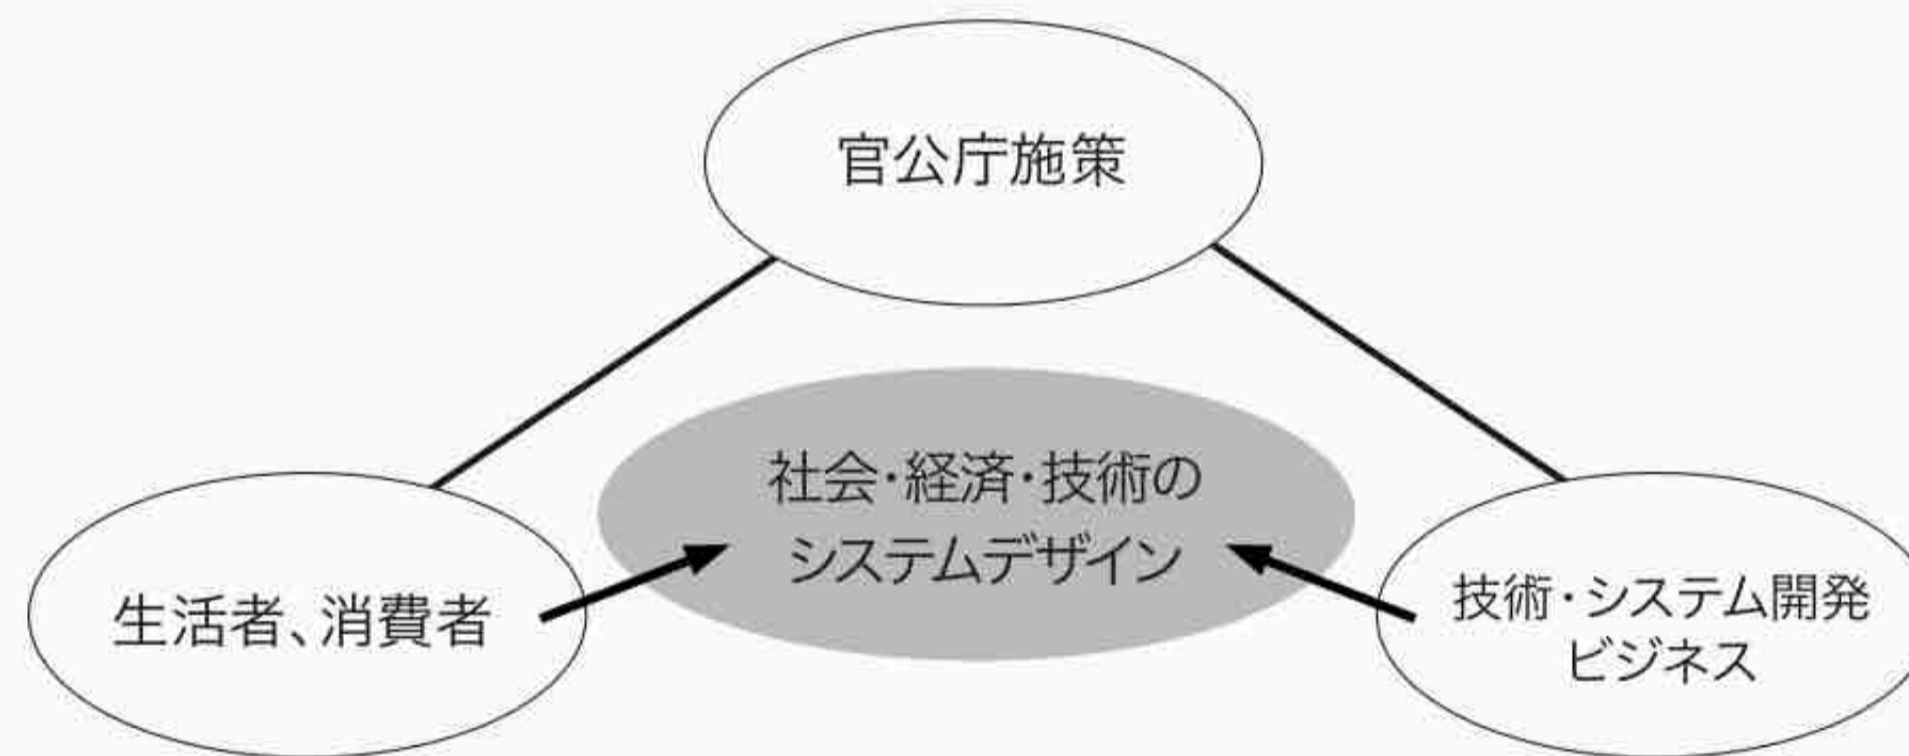 官公庁施策
社会・経済・技術の
システムデザイン
生活者、消費者
技術・システム開発
ビジネス